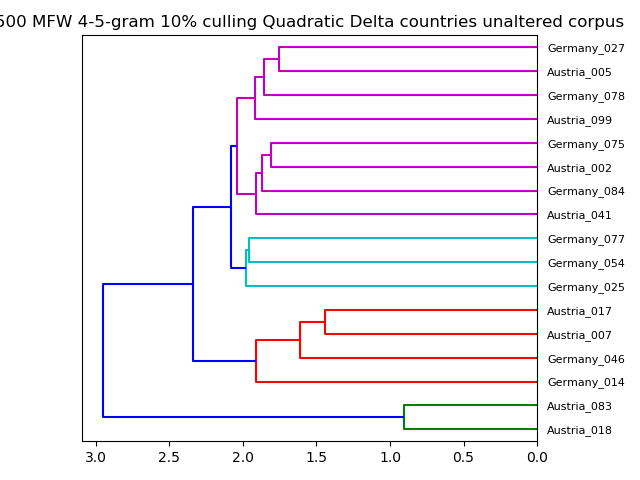 500 MFW 4-5-gram 10% culling Quadratic Delta countries unaltered corpus
Germany_027
Austria_005
Germany_078
Austria_099
Germany_075
Austria_002
Germany_084
Austria_041
Germany_077
Germany_054
Germany_025
Austria_017
Austria_007
Germany_046
Germany_014
Austria_083
Austria_018
3.0 2.5 2.0 1.5 1.0 0.5 0.0